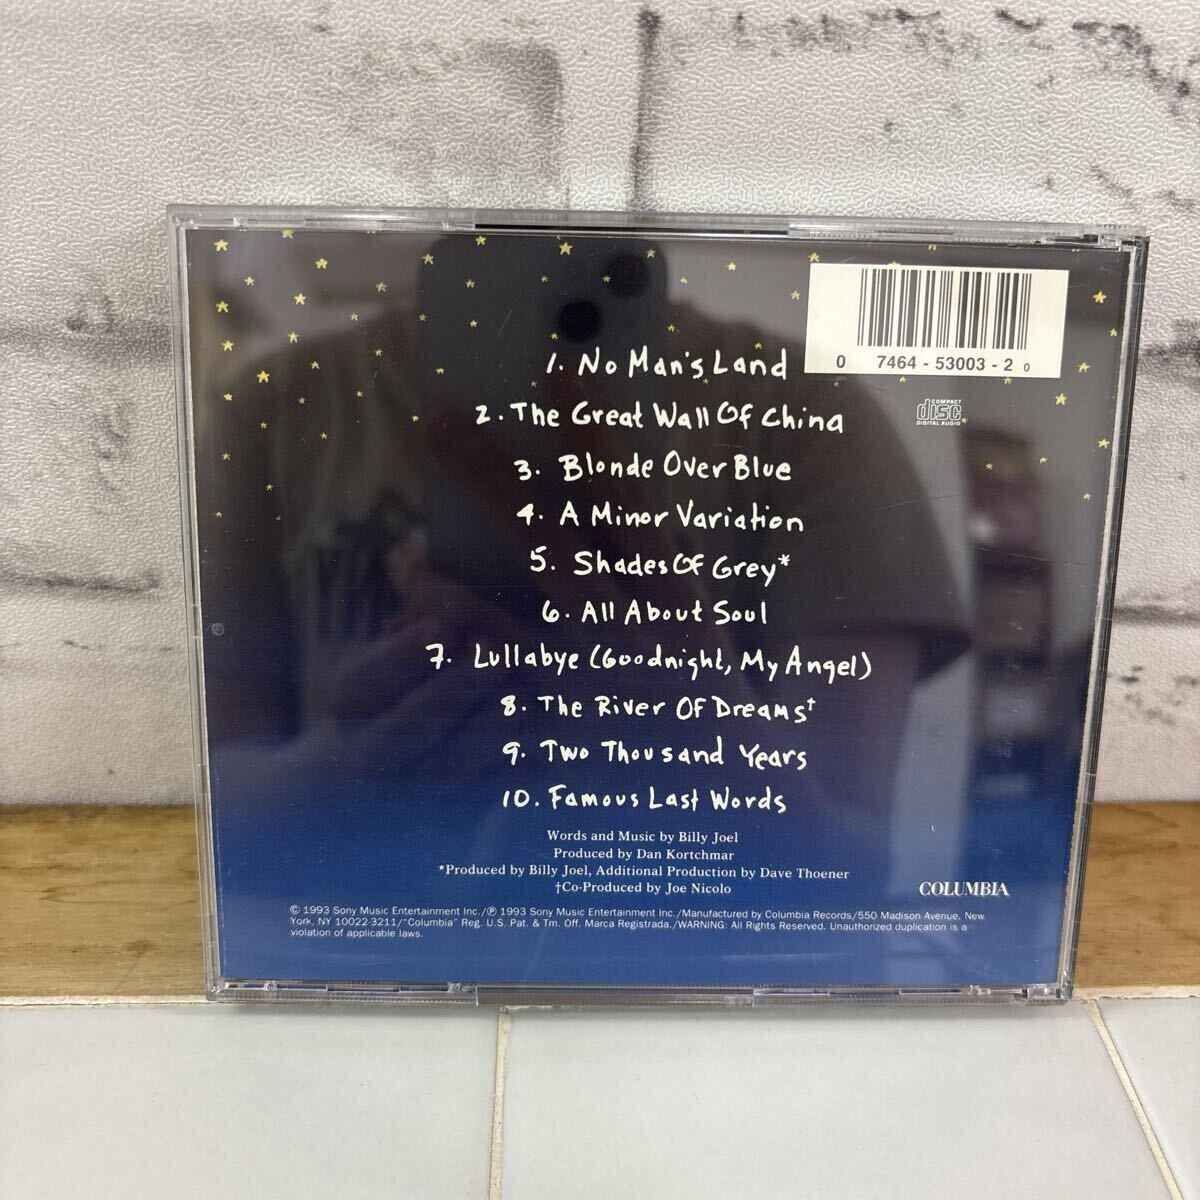 0 7464 - 53003 - 2 0
COMPACT
disc
DIGITAL AUDIO
1. No Man's Land
2. The Great Wall Of China
3. Blonde Over Blue
4. A Minor Variation
5. Shades Of Grey*
6. All About Soul
7. Lullabye (Goodnight, My Angel)
8. The River Of Dreams†
9. Two Thousand Years
10. Famous Last Words
Words and Music by Billy Joel
Produced by Dan Kortchmar
*Produced by Billy Joel, Additional Production by Dave Thoener
†Co-Produced by Joe Nicolo
COLUMBIA
© 1993 Sony Music Entertainment Inc./℗ 1993 Sony Music Entertainment Inc./Manufactured by Columbia Records/550 Madison Avenue, New
York, NY 10022-3211/"Columbia" Reg. U.S. Pat. & Tm. Off. Marca Registrada./WARNING: All Rights Reserved. Unauthorized duplication is a
violation of applicable laws.